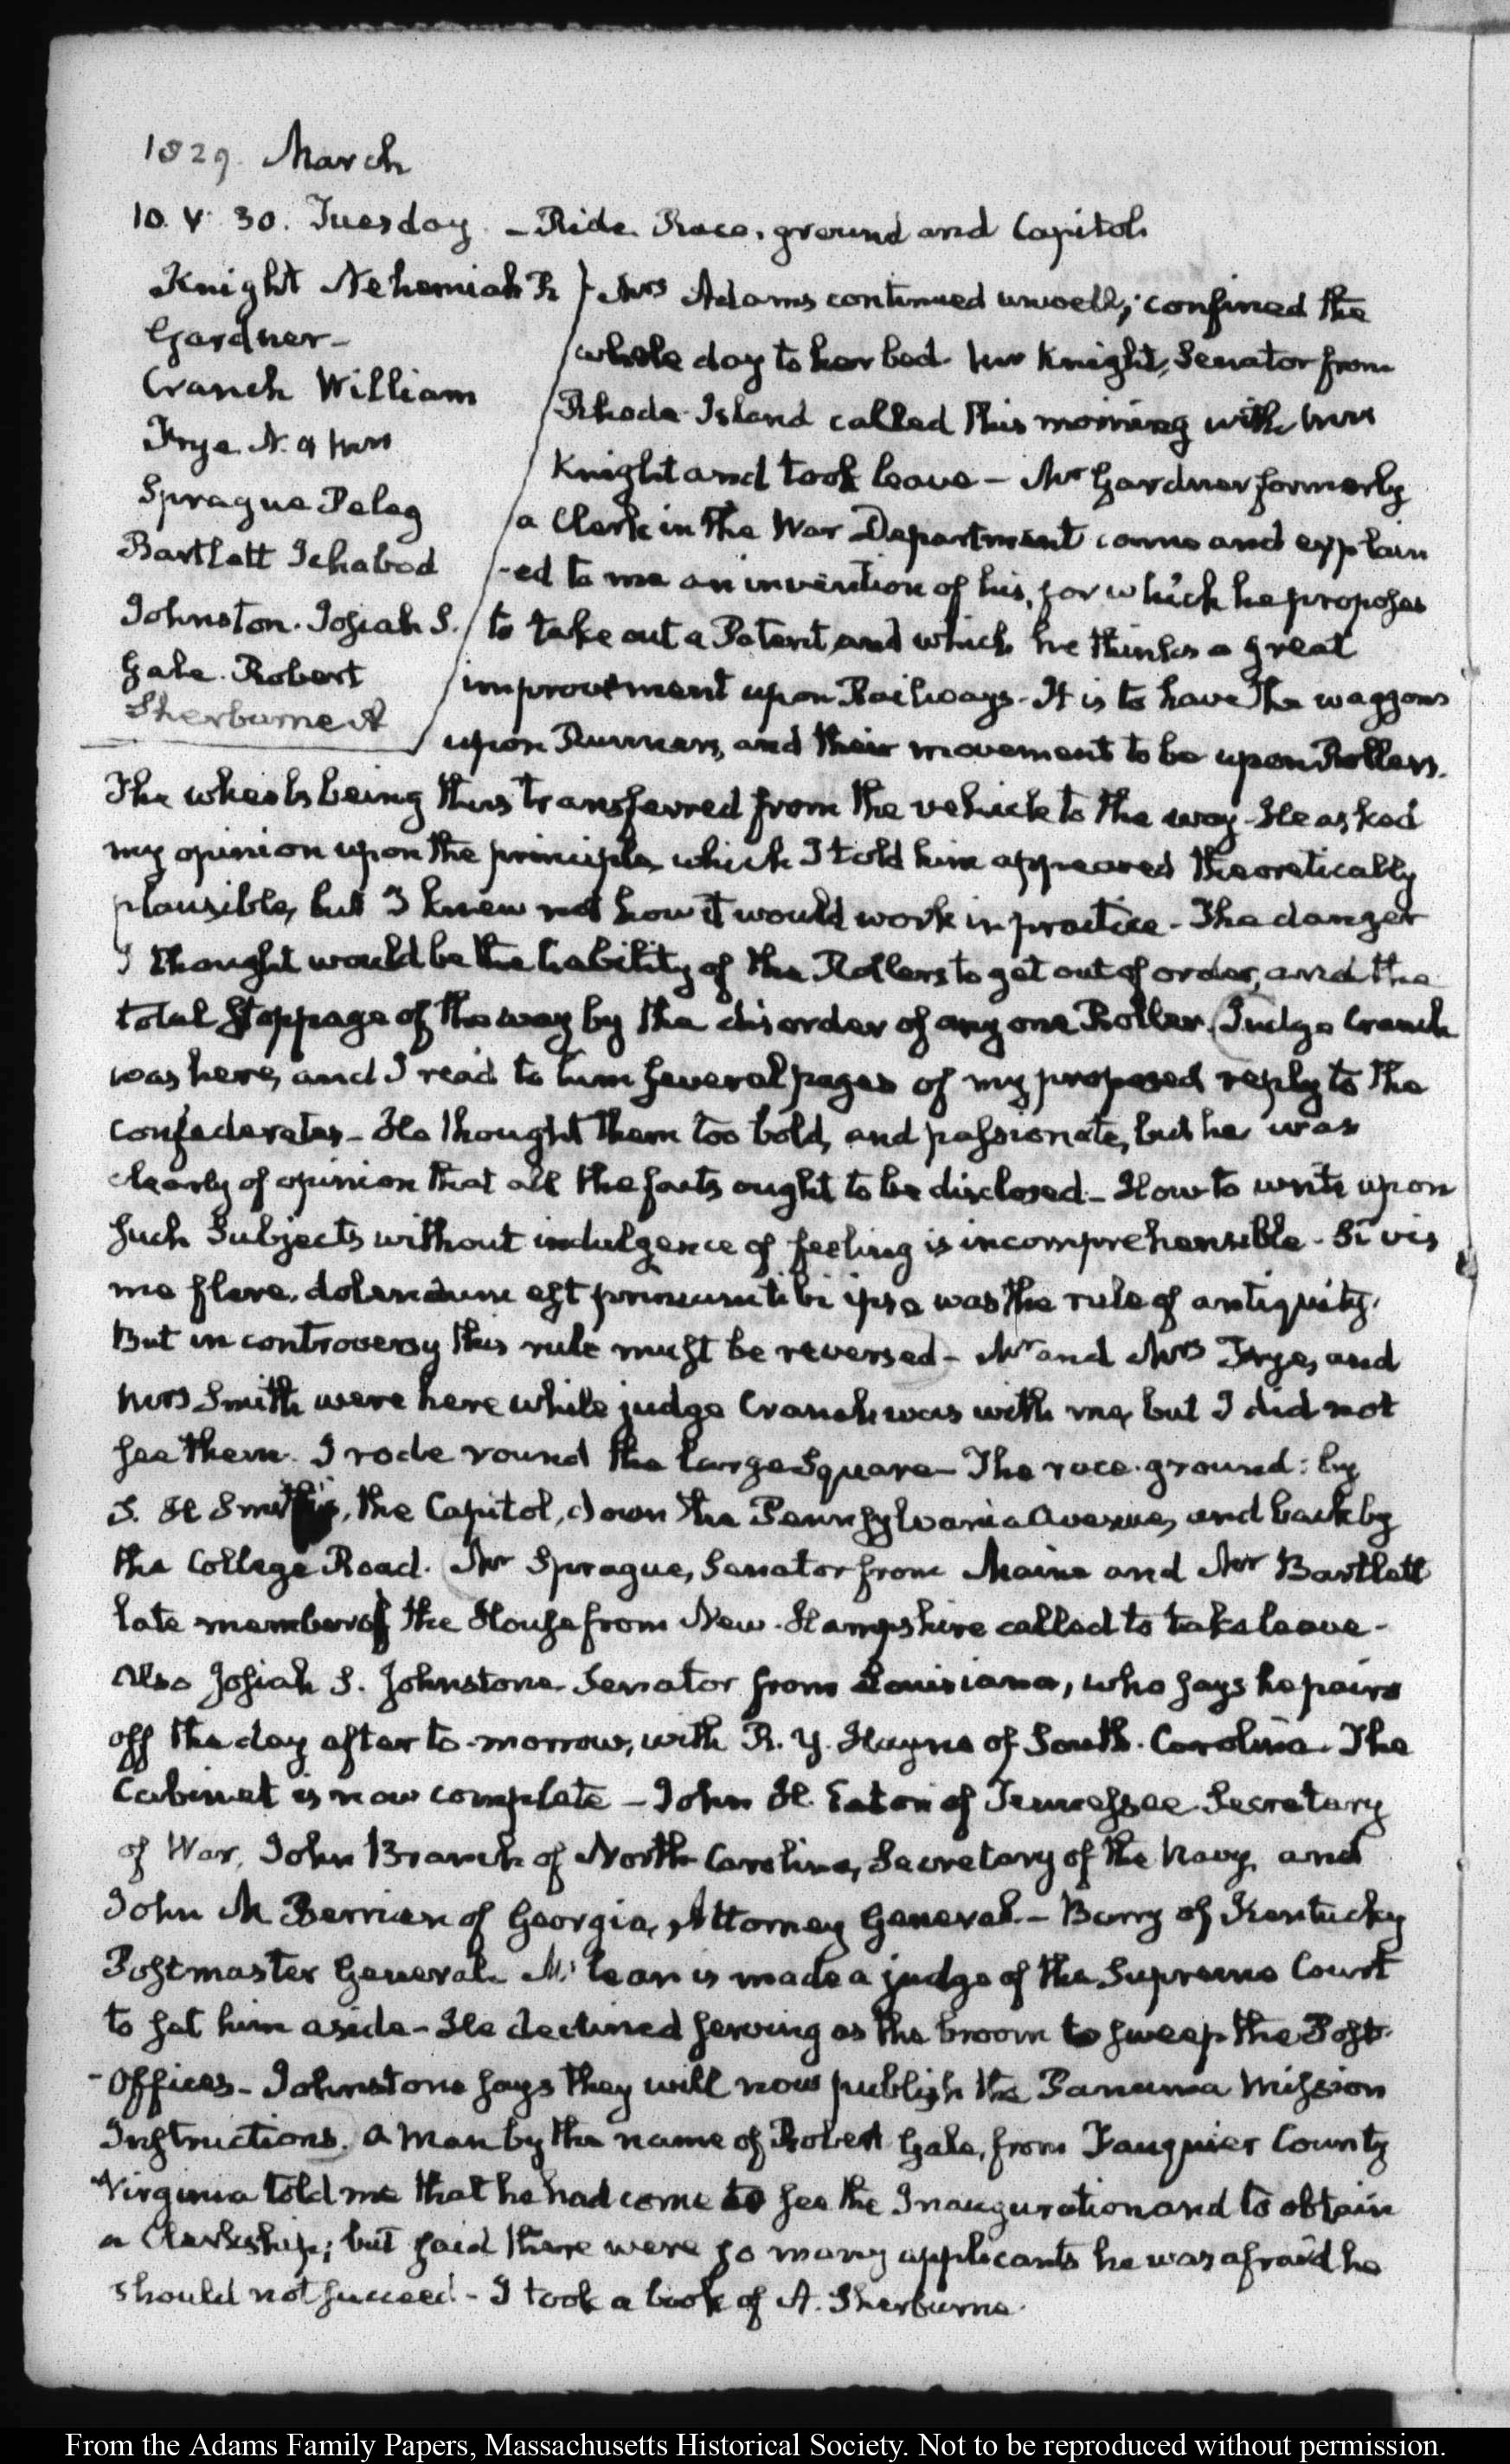 1829. March
10. V. 30. Tuesday. — Ride. Race-ground and Capitol.
Knight Nehemiah R
Gardner —
Cranch William
Frye. N. & Mrs
Sprague Peleg
Bartlett Ichabod
Johnston. Josiah S.
Gale. Robert
Sherburne A
Mrs Adams continued unwell; confined the
whole day to her bed. Mr Knight, Senator from
Rhode-Island called this morning with Mrs
Knight and took leave — Mr Gardner formerly
a Clerk in the War Department came and explain
-ed to me an invention of his, for which he proposes
to take out a Patent, and which he thinks a great
improvement upon Railways. It is to have the waggons
upon Runners, and their movement to be upon Rollers.
The wheels being thus transferred from the vehicle to the way. He asked
my opinion upon the principle which I told him appeared theoretically
plausible, but I knew not how it would work in practice — The danger
I thought would be the liability of the Rollers to get out of order, and the
total stoppage of the way by the disorder of any one Roller. Judge Cranch
was here, and I read to him several pages of my proposed reply to the
Confederates — He thought them too bold, and passionate, but he was
clearly of opinion that all the facts ought to be disclosed — How to write upon
such Subjects without indulgence of feeling is incomprehensible. Si vis
me flere, dolendum est primum tibi ipse was the rule of antiquity.
But in controversy this rule must be reversed — Mr and Mrs Frye, and
Mrs Smith were here while judge Cranch was with me, but I did not
see them. I rode round the large Square — The race-ground: by
S. H Smith's, the Capitol, down the Pennsylvania Avenue, and back by
the College Road. Mr Sprague, Senator from Maine and Mr Bartlett
late member of the House from New-Hampshire called to take leave —
Also Josiah S. Johnstone Senator from Louisiana, who says he pairs
off the day after to-morrow, with R. Y. Hayne of South-Carolina. The
Cabinet is now complete — John H. Eaton of Tennessee Secretary
of War, John Branch of North Carolina, Secretary of the Navy, and
John M Berrien of Georgia, Attorney General — Barry of Kentucky
Postmaster General. Mc.lean is made a judge of the Supreme Court
to set him aside — He declined serving as the broom to sweep the Post-
-Offices — Johnstone says they will now publish the Panama Mission
Instructions. A man by the name of Robert Gale, from Fauquier County
Virginia told me that he had come to see the Inauguration and to obtain
a Clerkship; but said there were so many applicants he was afraid he
should not succeed — I took a book of A. Sherburne.
From the Adams Family Papers, Massachusetts Historical Society. Not to be reproduced without permission.